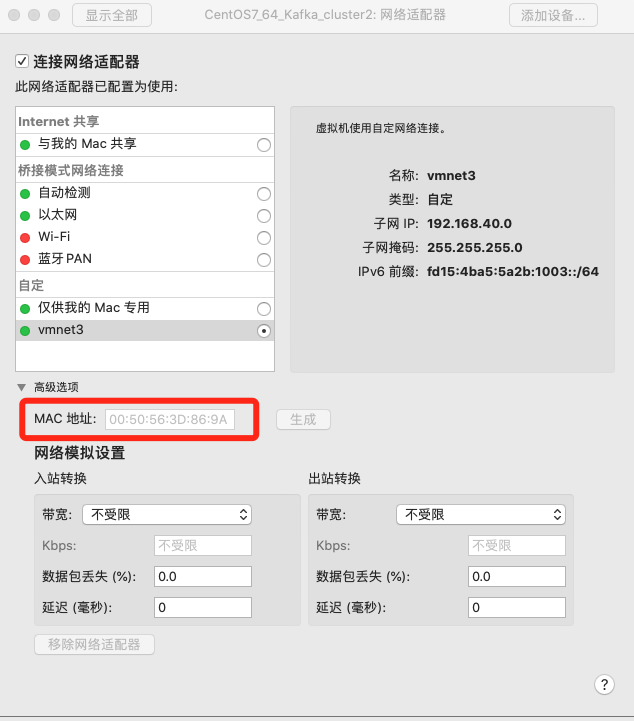 显示全部 CentOS7_64_Kafka_cluster2: 网络适配器 添加设备...
连接网络适配器
此网络适配器已配置为使用:
Internet 共享
与我的 Mac 共享
桥接模式网络连接
自动检测
以太网
Wi-Fi
蓝牙 PAN
自定
仅供我的 Mac 专用
vmnet3
虚拟机使用自定网络连接。
名称: vmnet3
类型: 自定
子网 IP: 192.168.40.0
子网掩码: 255.255.255.0
IPv6 前缀: fd15:4ba5:5a2b:1003::/64
高级选项
MAC 地址: 00:50:56:3D:86:9A 生成
网络模拟设置
入站转换
带宽: 不受限
Kbps: 不受限
数据包丢失 (%): 0.0
延迟 (毫秒): 0
出站转换
带宽: 不受限
Kbps: 不受限
数据包丢失 (%): 0.0
延迟 (毫秒): 0
移除网络适配器
?